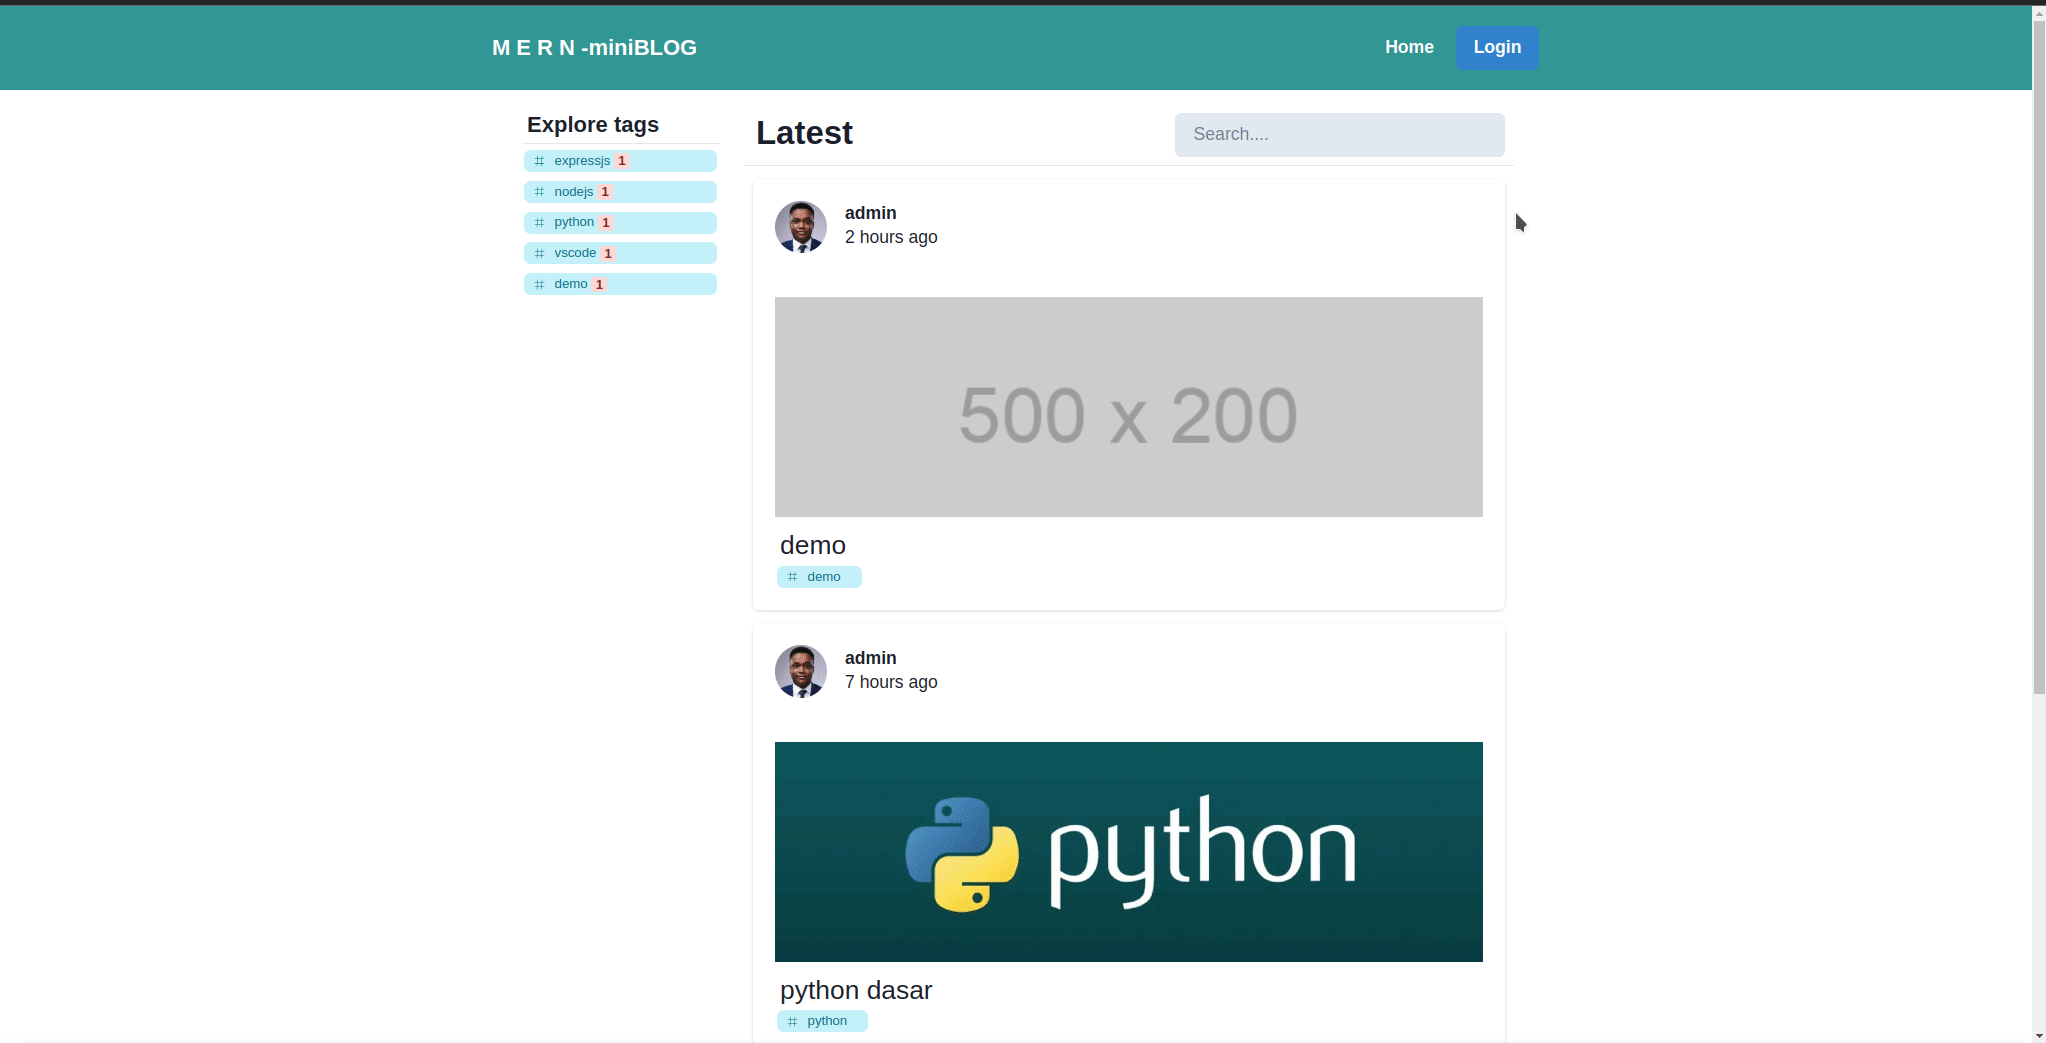 M E R N -miniBLOG
Home
Login
Explore tags
# expressjs 1
# nodejs 1
# python 1
# vscode 1
# demo 1
Latest
Search....
admin
2 hours ago
500 x 200
demo
# demo
admin
7 hours ago
python
python dasar
# python